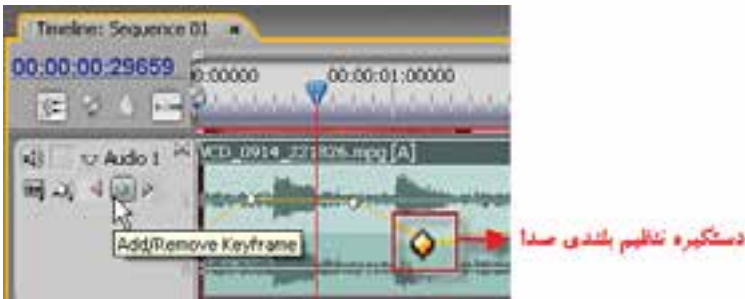 Timeline: Sequence 01
00:00:00:29659
0:00000 00:00:01:00000
Audio 1
VCD_0914_221826.mpg [A]
Add/Remove Keyframe
دستگیره تنظیم بلندی صدا